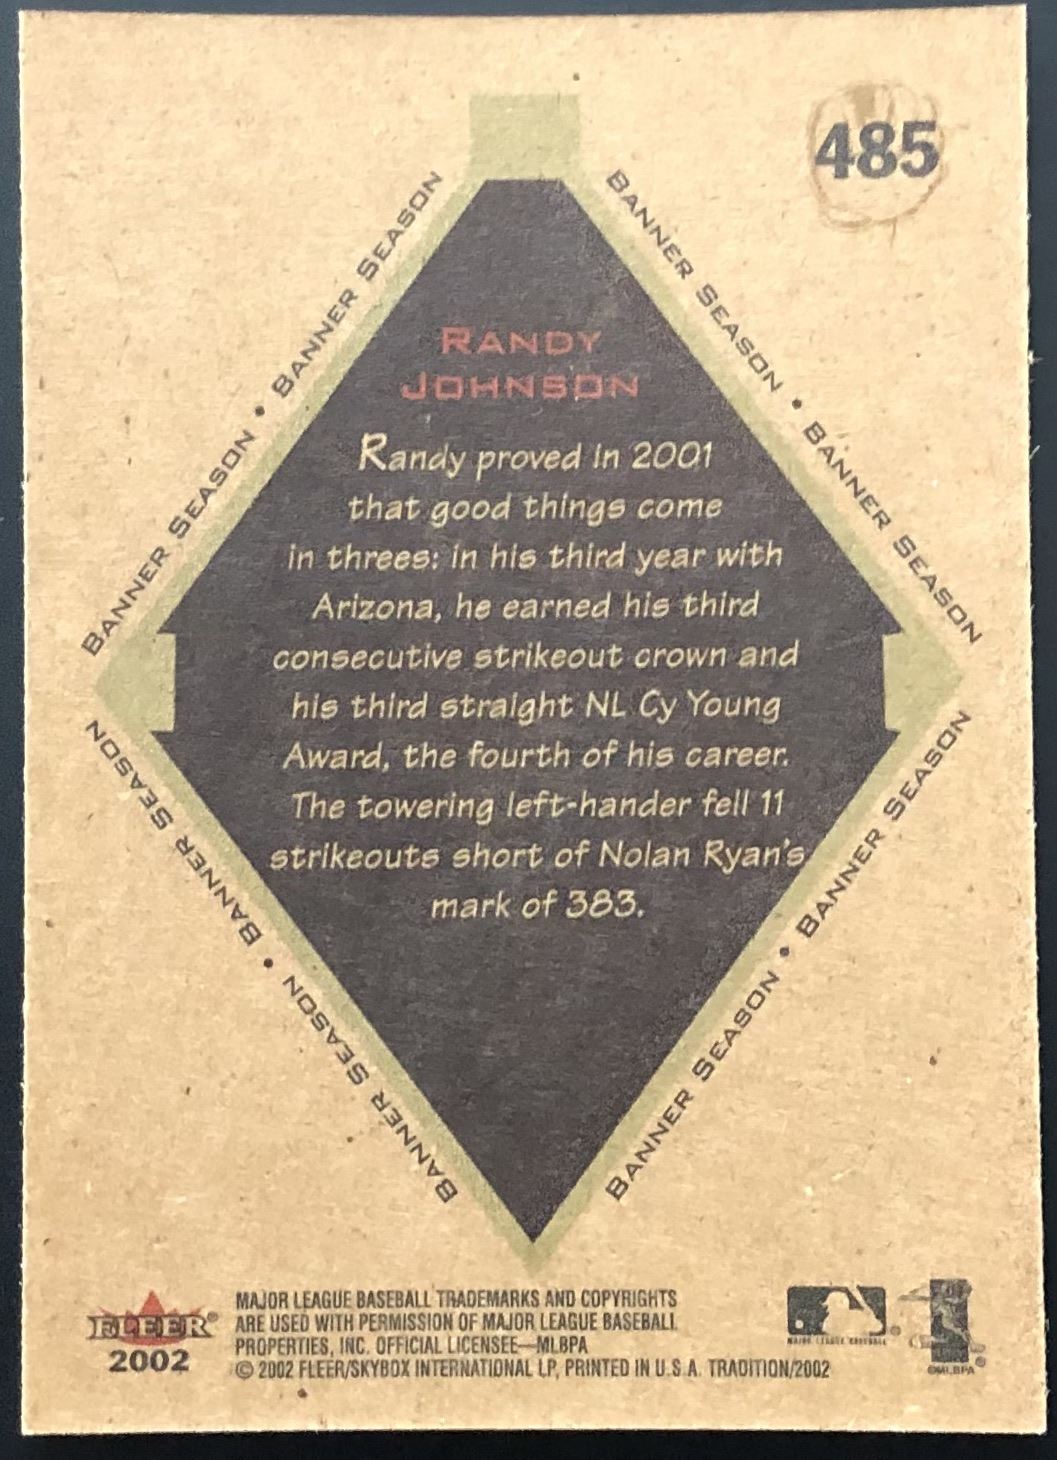 485
BANNER SEASON • BANNER SEASON
BANNER SEASON • BANNER SEASON
RANDY
JOHNSON
Randy proved in 2001
that good things come
in threes: in his third year with
Arizona, he earned his third
consecutive strikeout crown and
his third straight NL Cy Young
Award, the fourth of his career.
The towering left-hander fell 11
strikeouts short of Nolan Ryan's
mark of 383.
BANNER SEASON • BANNER SEASON
BANNER SEASON • BANNER SEASON
FLEER®
2002
MAJOR LEAGUE BASEBALL TRADEMARKS AND COPYRIGHTS
ARE USED WITH PERMISSION OF MAJOR LEAGUE BASEBALL
PROPERTIES, INC. OFFICIAL LICENSEE—MLBPA
© 2002 FLEER/SKYBOX INTERNATIONAL LP, PRINTED IN U.S.A. TRADITION/2002
MAJOR LEAGUE BASEBALL
®
©MLBPA
®